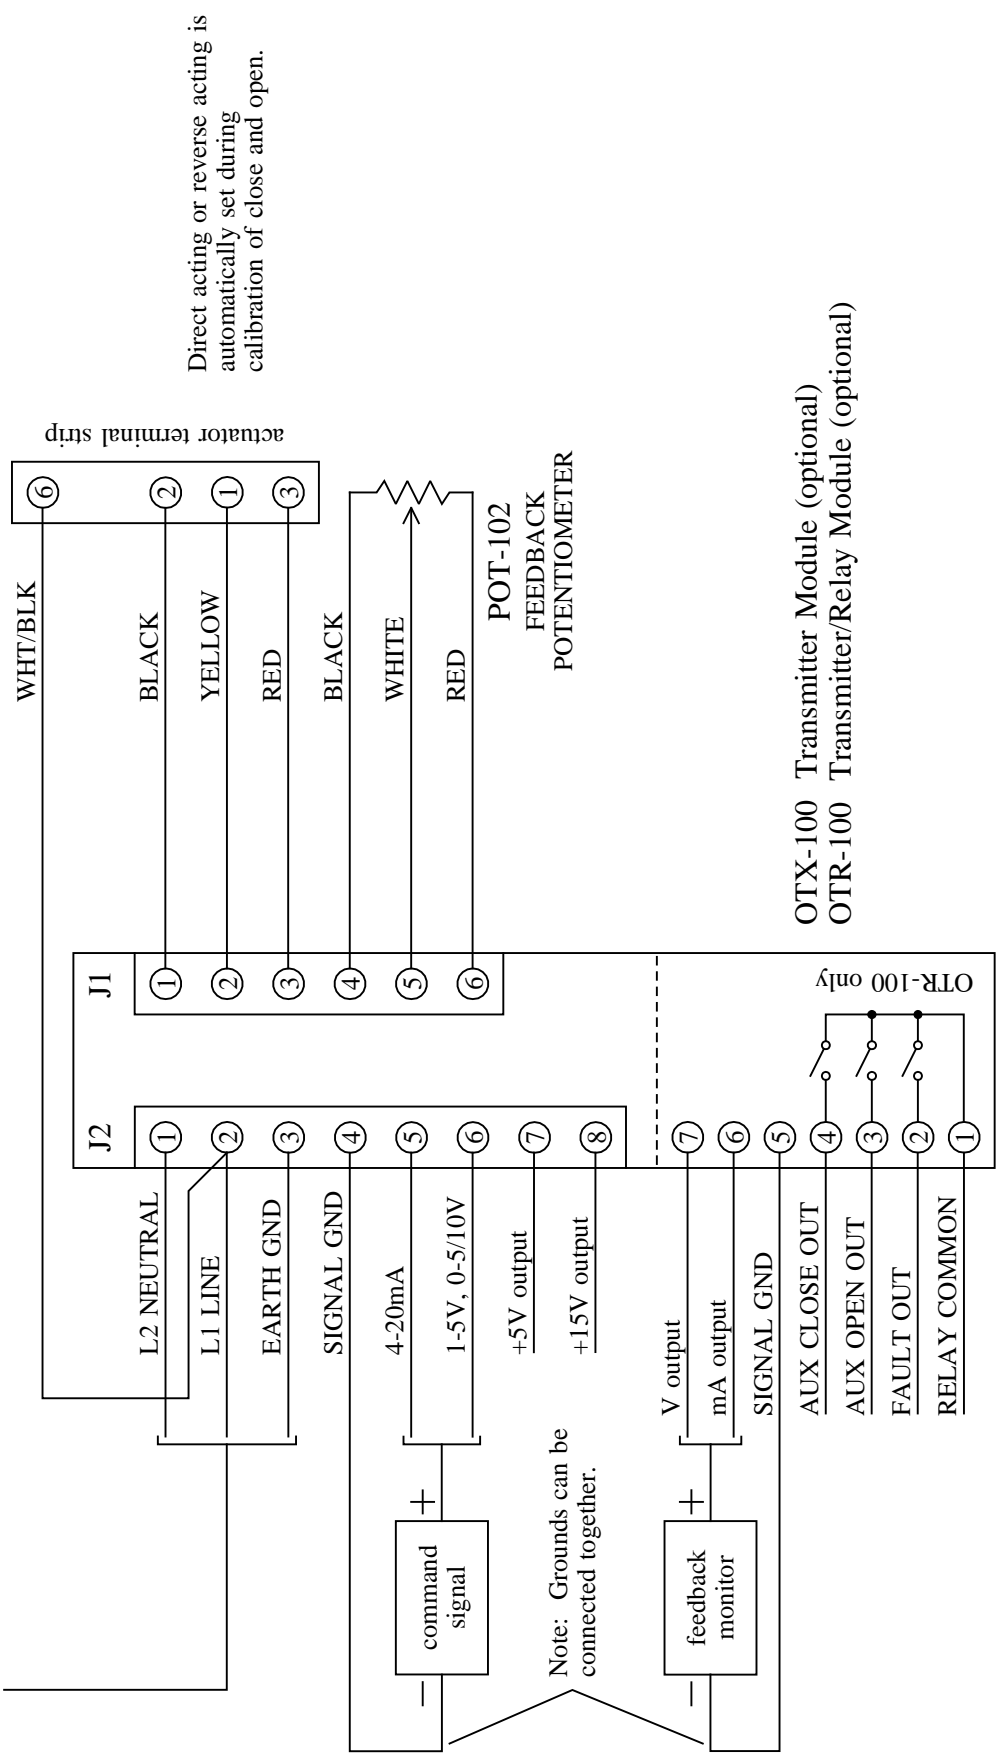 WHT/BLK
6
actuator terminal strip
Direct acting or reverse acting is
automatically set during
calibration of close and open.
J2
J1
L2 NEUTRAL
1
1
BLACK
2
L1 LINE
2
2
YELLOW
1
EARTH GND
3
3
RED
3
SIGNAL GND
4
4
BLACK
4-20mA
5
5
WHITE
1-5V, 0-5/10V
6
6
RED
+5V output
7
+15V output
8
POT-102
FEEDBACK
POTENTIOMETER
−
command
signal
+
Note: Grounds can be
connected together.
−
feedback
monitor
+
V output
7
mA output
6
SIGNAL GND
5
AUX CLOSE OUT
4
AUX OPEN OUT
3
FAULT OUT
2
RELAY COMMON
1
OTR-100 only
OTX-100 Transmitter Module (optional)
OTR-100 Transmitter/Relay Module (optional)